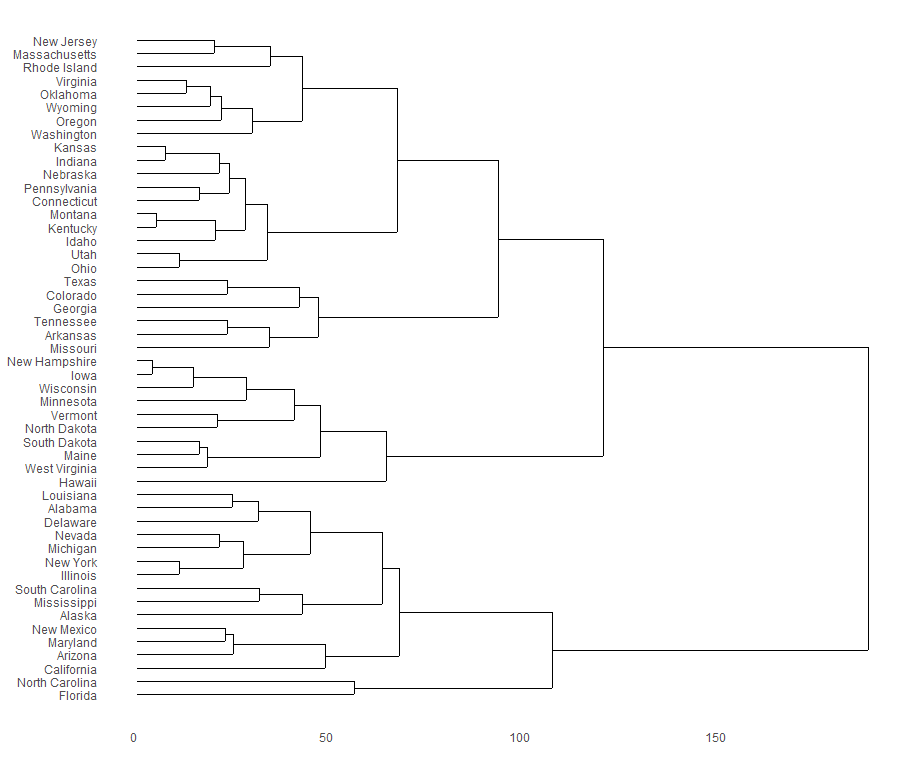 New Jersey
Massachusetts
Rhode Island
Virginia
Oklahoma
Wyoming
Oregon
Washington
Kansas
Indiana
Nebraska
Pennsylvania
Connecticut
Montana
Kentucky
Idaho
Utah
Ohio
Texas
Colorado
Georgia
Tennessee
Arkansas
Missouri
New Hampshire
Iowa
Wisconsin
Minnesota
Vermont
North Dakota
South Dakota
Maine
West Virginia
Hawaii
Louisiana
Alabama
Delaware
Nevada
Michigan
New York
Illinois
South Carolina
Mississippi
Alaska
New Mexico
Maryland
Arizona
California
North Carolina
Florida
0 50 100 150